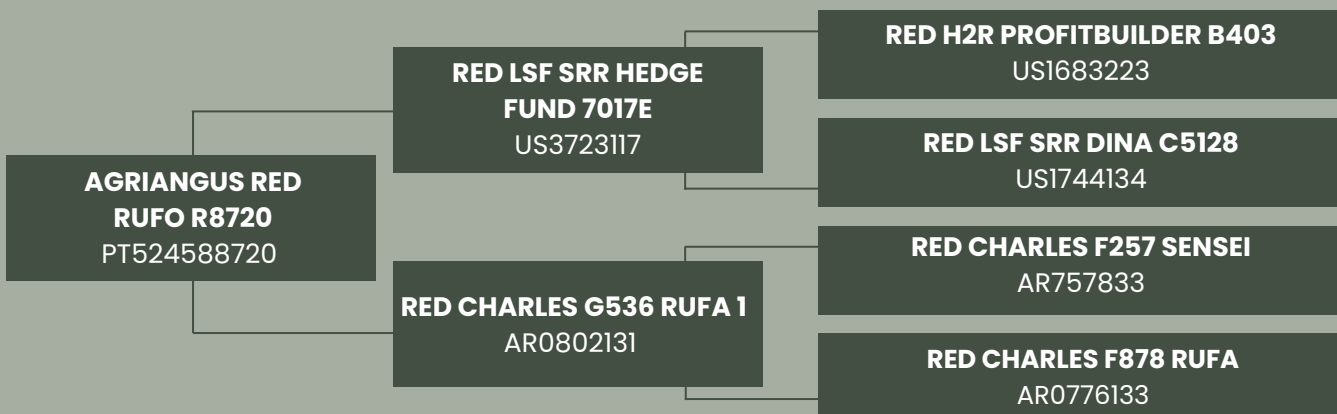 AGRIANGUS RED
RUFO R8720
PT524588720
RED LSF SRR HEDGE
FUND 7017E
US3723117
RED CHARLES G536 RUFA 1
AR0802131
RED H2R PROFITBUILDER B403
US1683223
RED LSF SRR DINA C5128
US1744134
RED CHARLES F257 SENSEI
AR757833
RED CHARLES F878 RUFA
AR0776133